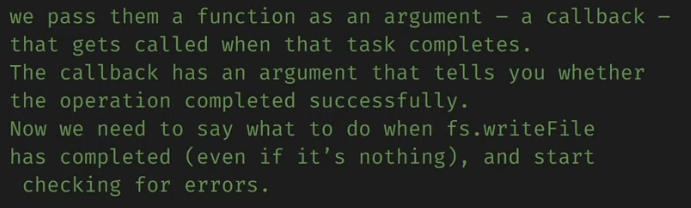 we pass them a function as an argument – a callback –
that gets called when that task completes.
The callback has an argument that tells you whether
the operation completed successfully.
Now we need to say what to do when fs.writeFile
has completed (even if it’s nothing), and start
checking for errors.